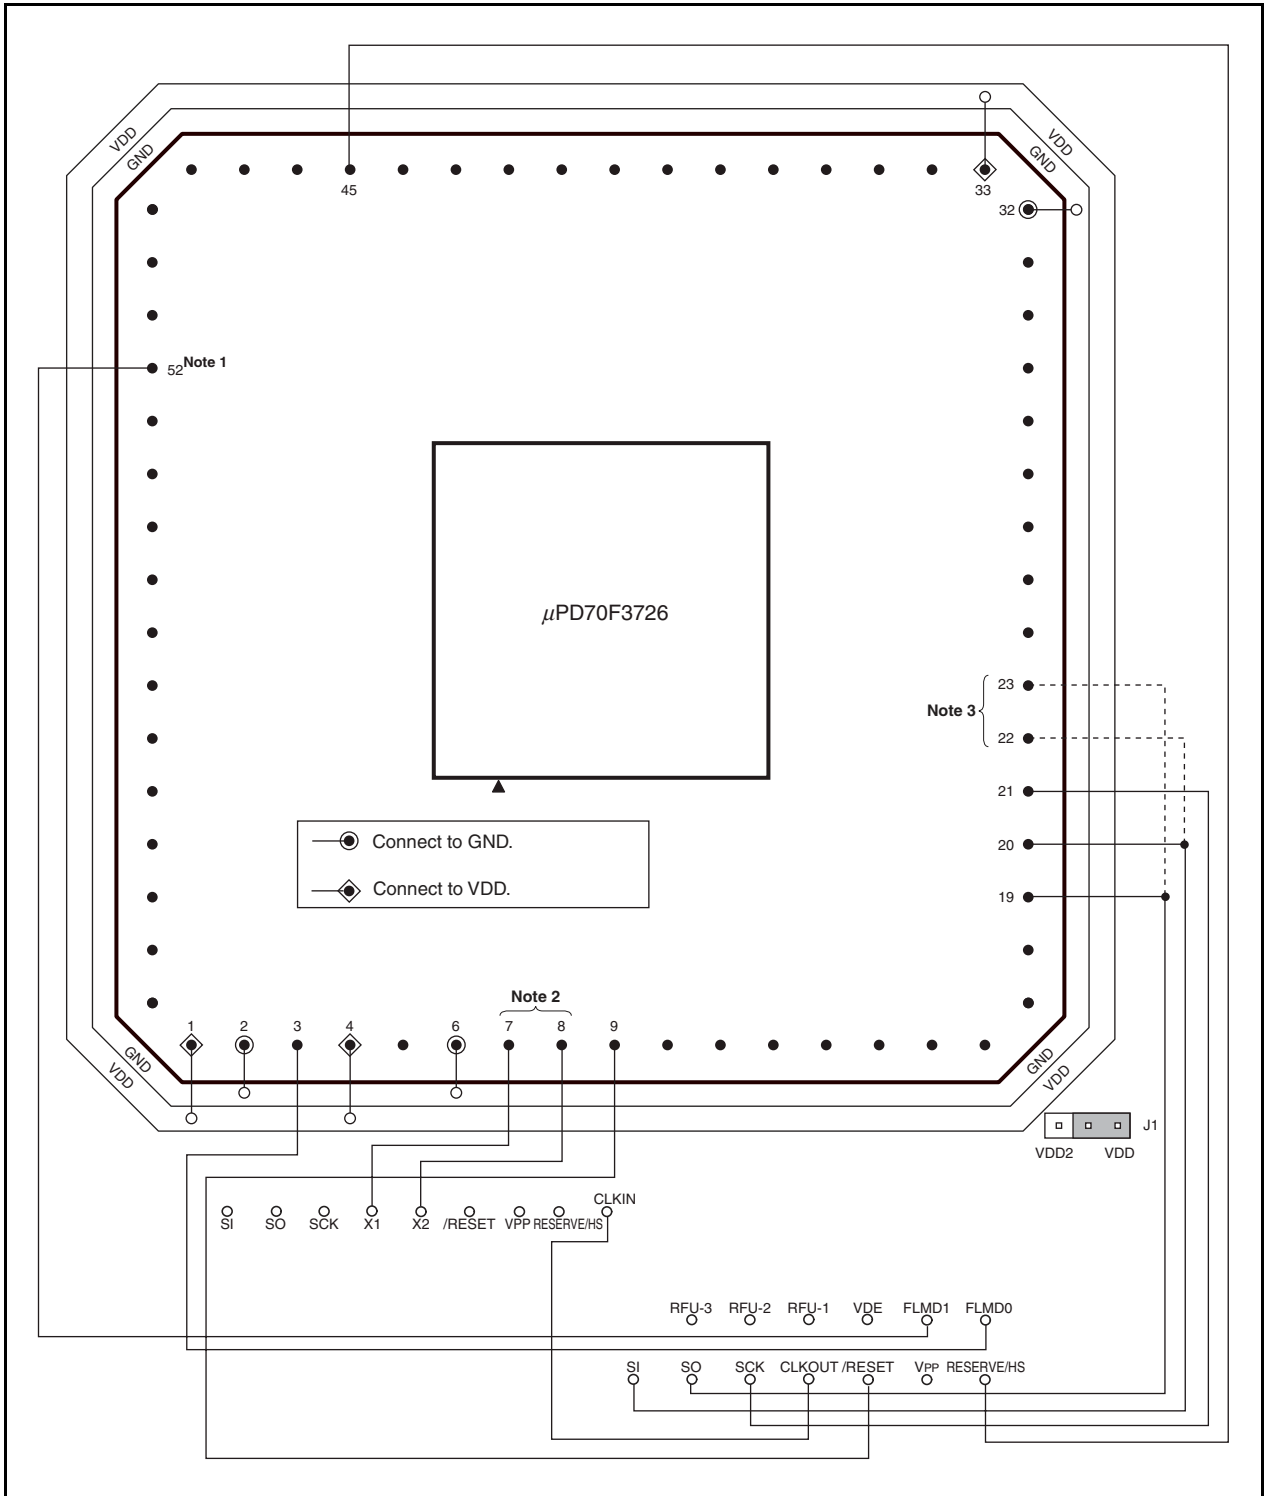 VDD
GND
VDD
GND
45
33
32
52 Note 1
μPD70F3726
23
Note 3
22
21
20
19
Connect to GND.
Connect to VDD.
Note 2
1 2 3 4 6 7 8 9
GND
VDD
GND
VDD
J1
VDD2 VDD
CLKIN
SI SO SCK X1 X2 /RESET VPP RESERVE/HS
RFU-3 RFU-2 RFU-1 VDE FLMD1 FLMD0
SI SO SCK CLKOUT /RESET VPP RESERVE/HS